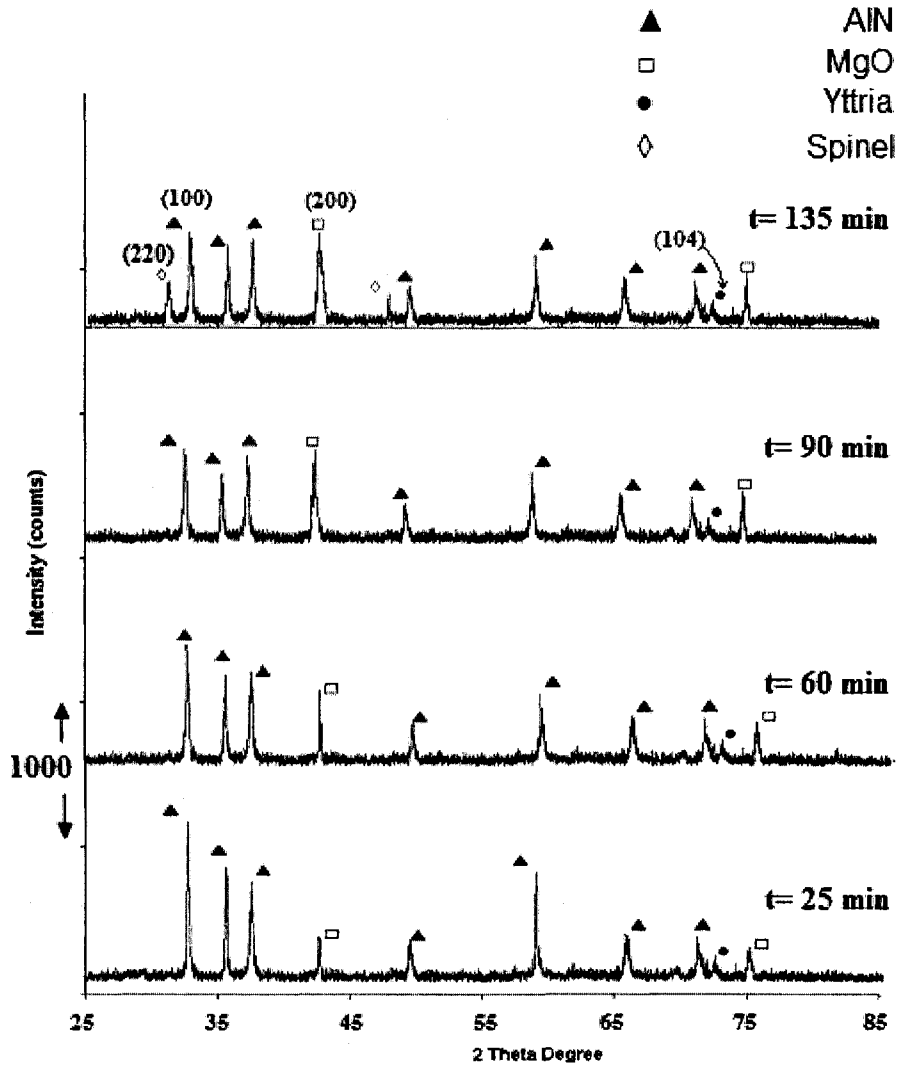 AlN
MgO
Yttria
Spinel
(100)
(200)
t= 135 min
(220)
(104)
t= 90 min
Intensity (counts)
t= 60 min
1000
t= 25 min
25 35 45 55 65 75 85
2 Theta Degree